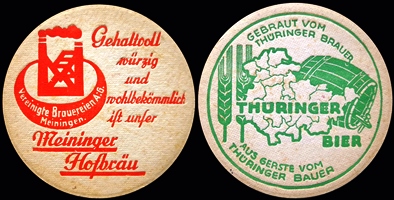 Gehaltvoll
würzig
und
wohlbekömmlich
ist unser
Meininger
Hofbräu
Vereinigte Brauereien A.G.
Meiningen.
GEBRAUT VOM
THÜRINGER BRAUER
THÜRINGER
BIER
AUS GERSTE VOM
THÜRINGER BAUER